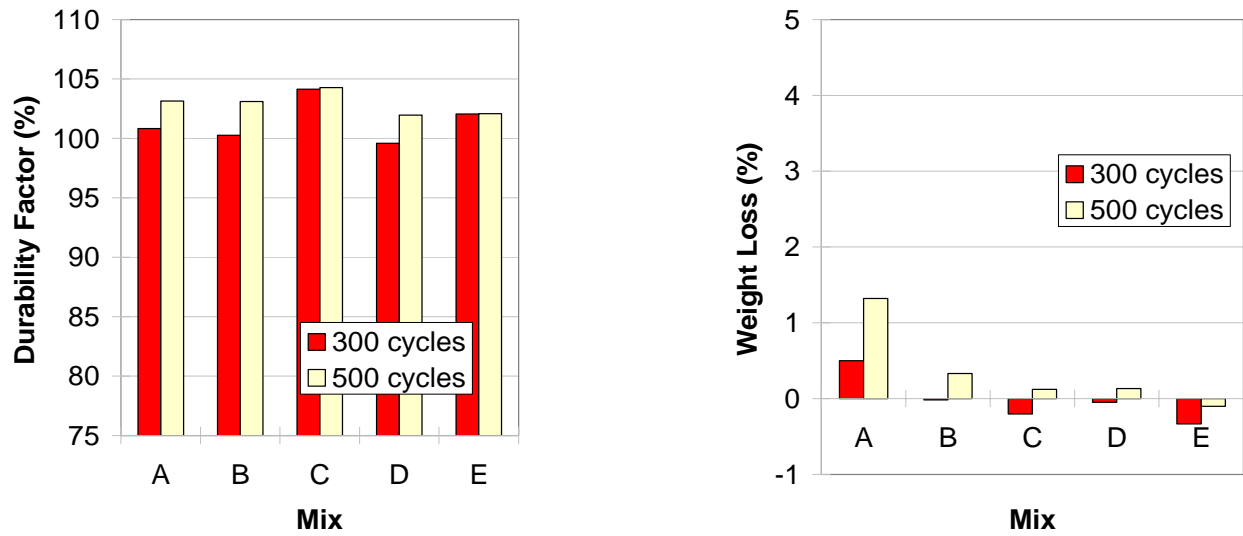 110
105
100
95
90
85
80
75
Durability Factor (%)
300 cycles
500 cycles
A B C D E
Mix
5
4
3
2
1
0
-1
Weight Loss (%)
300 cycles
500 cycles
A B C D E
Mix